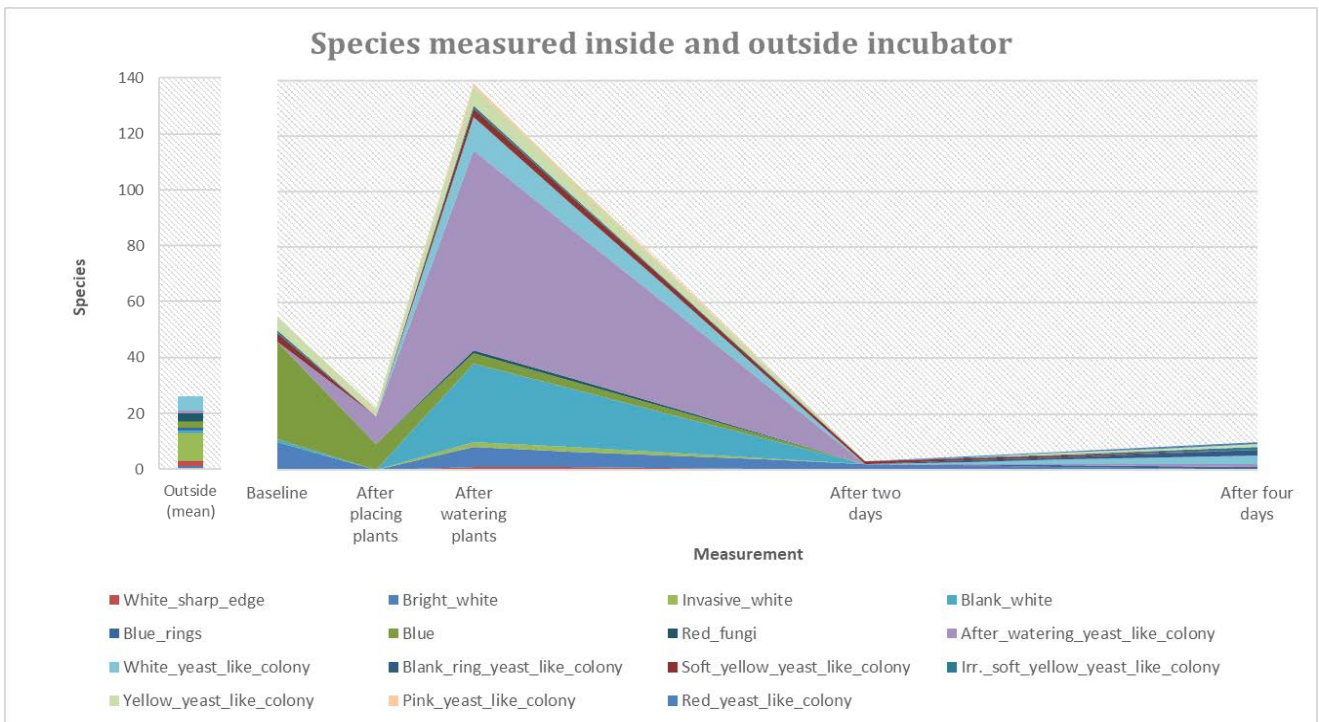 Species measured inside and outside incubator
140
120
100
80
60
40
20
0
Species
Outside
(mean)
Baseline
After
placing
plants
After
watering
plants
After two
days
After four
days
Measurement
White_sharp_edge
Bright_white
Invasive_white
Blank_white
Blue_rings
Blue
Red_fungi
After_watering_yeast_like_colony
White_yeast_like_colony
Blank_ring_yeast_like_colony
Soft_yellow_yeast_like_colony
Irr._soft_yellow_yeast_like_colony
Yellow_yeast_like_colony
Pink_yeast_like_colony
Red_yeast_like_colony